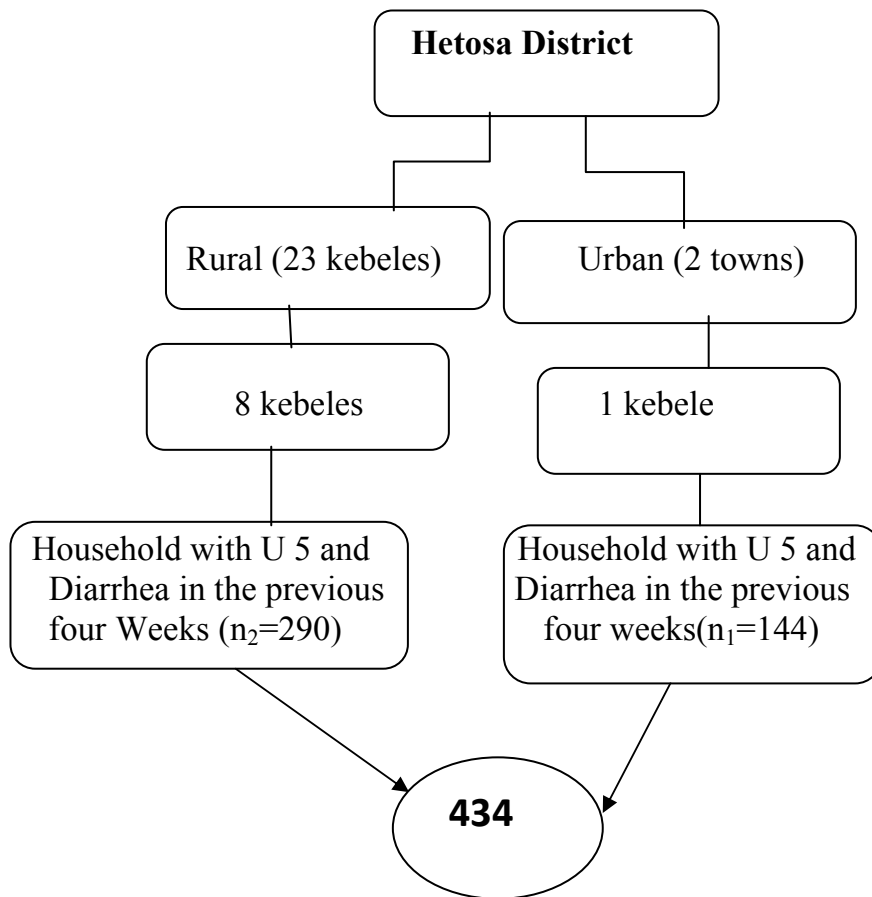 Hetosa District
Rural (23 kebeles)
Urban (2 towns)
8 kebeles
1 kebele
Household with U 5 and
Diarrhea in the previous
four Weeks (n₂=290)
Household with U 5 and
Diarrhea in the previous
four weeks(n₁=144)
434